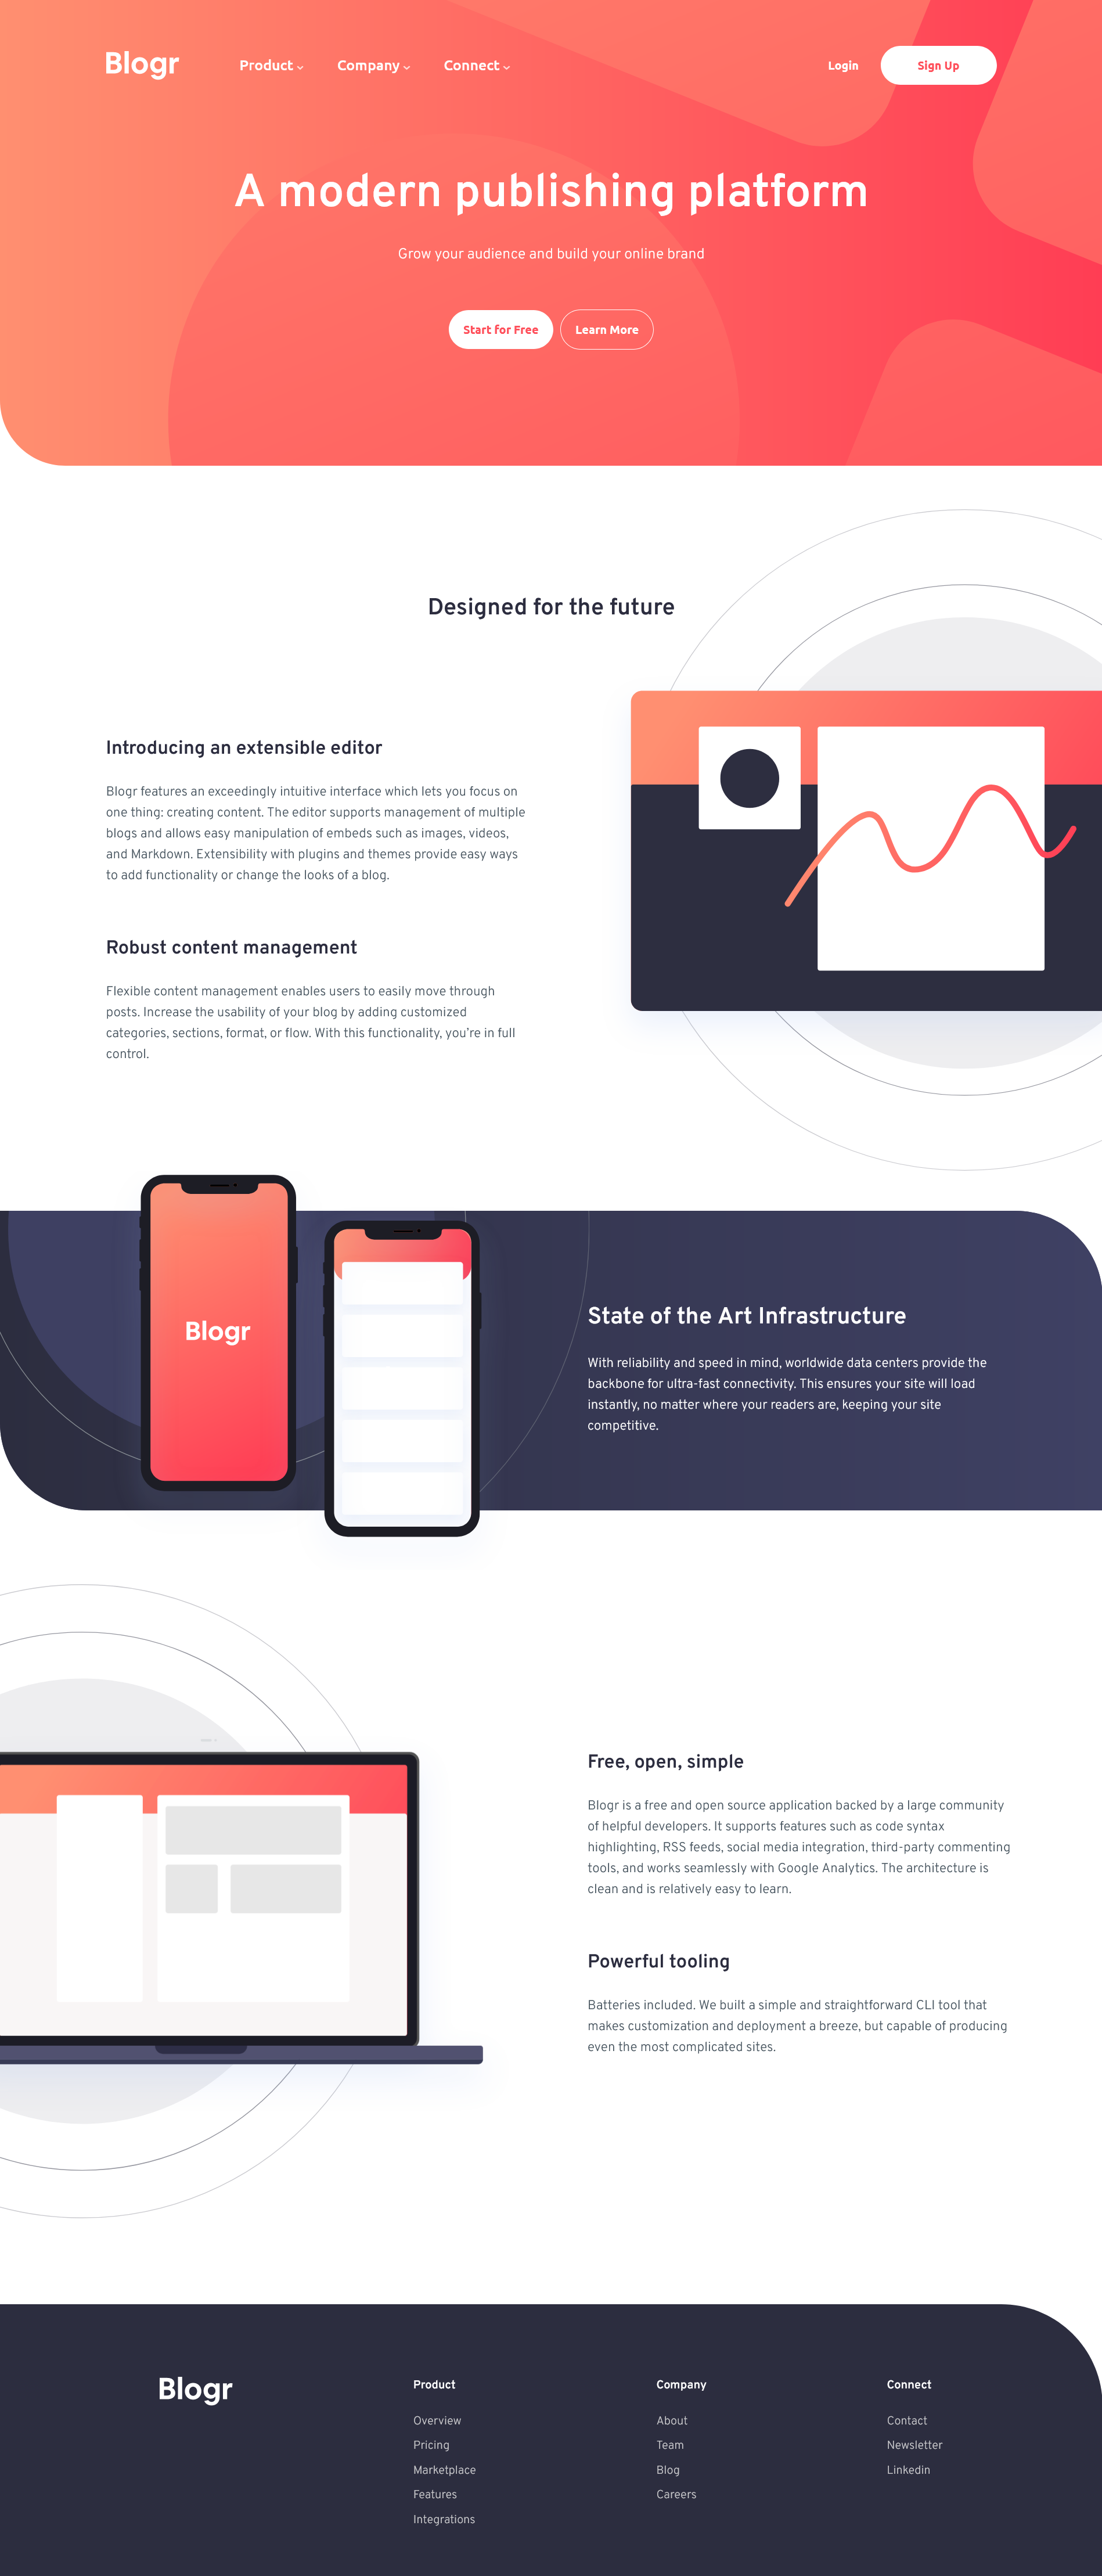 Blogr
Product
Company
Connect
Login
Sign Up
A modern publishing platform
Grow your audience and build your online brand
Start for Free
Learn More
Designed for the future
Introducing an extensible editor
Blogr features an exceedingly intuitive interface which lets you focus on
one thing: creating content. The editor supports management of multiple
blogs and allows easy manipulation of embeds such as images, videos,
and Markdown. Extensibility with plugins and themes provide easy ways
to add functionality or change the looks of a blog.
Robust content management
Flexible content management enables users to easily move through
posts. Increase the usability of your blog by adding customized
categories, sections, format, or flow. With this functionality, you’re in full
control.
Blogr
State of the Art Infrastructure
With reliability and speed in mind, worldwide data centers provide the
backbone for ultra-fast connectivity. This ensures your site will load
instantly, no matter where your readers are, keeping your site
competitive.
Free, open, simple
Blogr is a free and open source application backed by a large community
of helpful developers. It supports features such as code syntax
highlighting, RSS feeds, social media integration, third-party commenting
tools, and works seamlessly with Google Analytics. The architecture is
clean and is relatively easy to learn.
Powerful tooling
Batteries included. We built a simple and straightforward CLI tool that
makes customization and deployment a breeze, but capable of producing
even the most complicated sites.
Blogr
Product
Overview
Pricing
Marketplace
Features
Integrations
Company
About
Team
Blog
Careers
Connect
Contact
Newsletter
Linkedin